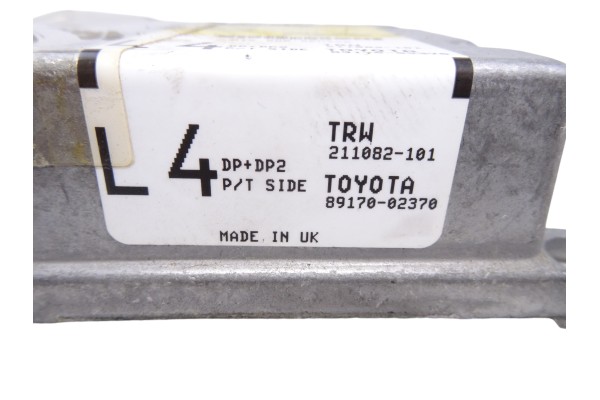 L 4 DP+DP2 TRW
211082-101
P/T SIDE TOYOTA
89170-02370
MADE IN UK